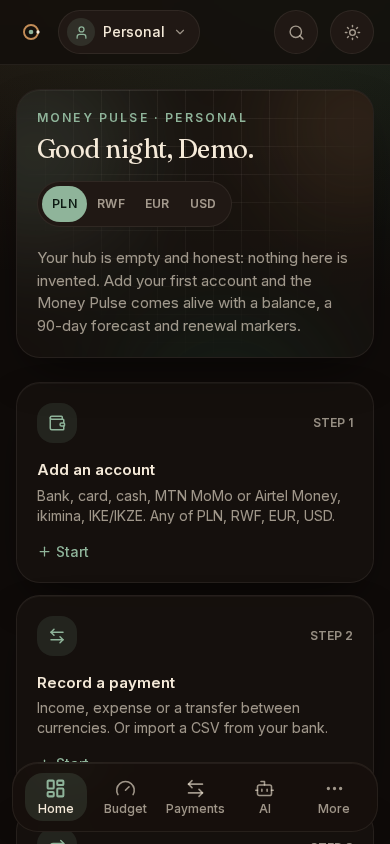 Personal
MONEY PULSE · PERSONAL
Good night, Demo.
PLN RWF EUR USD
Your hub is empty and honest: nothing here is
invented. Add your first account and the
Money Pulse comes alive with a balance, a
90-day forecast and renewal markers.
STEP 1
Add an account
Bank, card, cash, MTN MoMo or Airtel Money,
ikimina, IKE/IKZE. Any of PLN, RWF, EUR, USD.
+ Start
STEP 2
Record a payment
Income, expense or a transfer between
currencies. Or import a CSV from your bank.
Home Budget Payments AI More